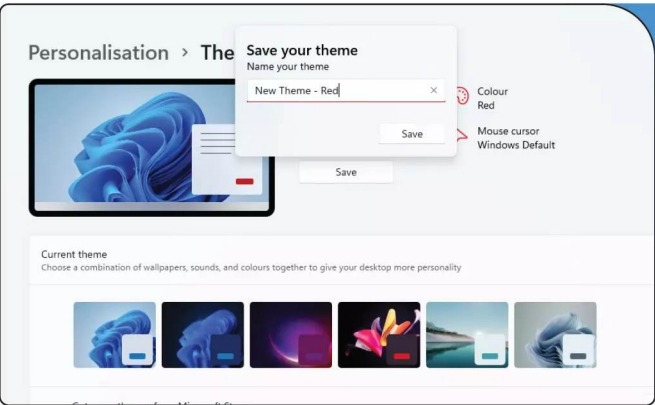 Personalisation > The
Save your theme
Name your theme
New Theme - Red
Save
Save
Colour
Red
Mouse cursor
Windows Default
Current theme
Choose a combination of wallpapers, sounds, and colours together to give your desktop more personality